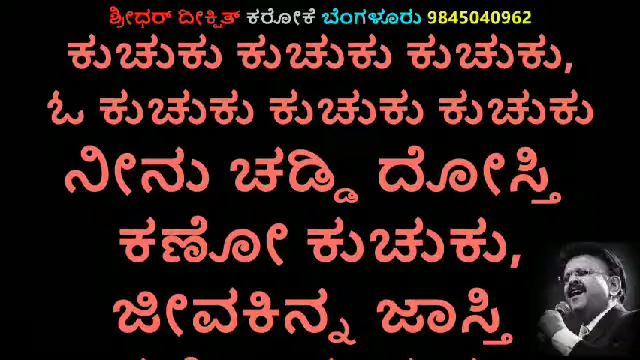 ಶ್ರೀಧರ್ ದೀಕ್ಷಿತ್ ಕರೋಕೆ ಬೆಂಗಳೂರು 9845040962
ಕುಚುಕು ಕುಚುಕು ಕುಚುಕು,
ಓ ಕುಚುಕು ಕುಚುಕು ಕುಚುಕು
ನೀನು ಚಡ್ಡಿ ದೋಸ್ತಿ
ಕಣೋ ಕುಚುಕು,
ಜೀವಕಿನ್ನ ಜಾಸ್ತಿ